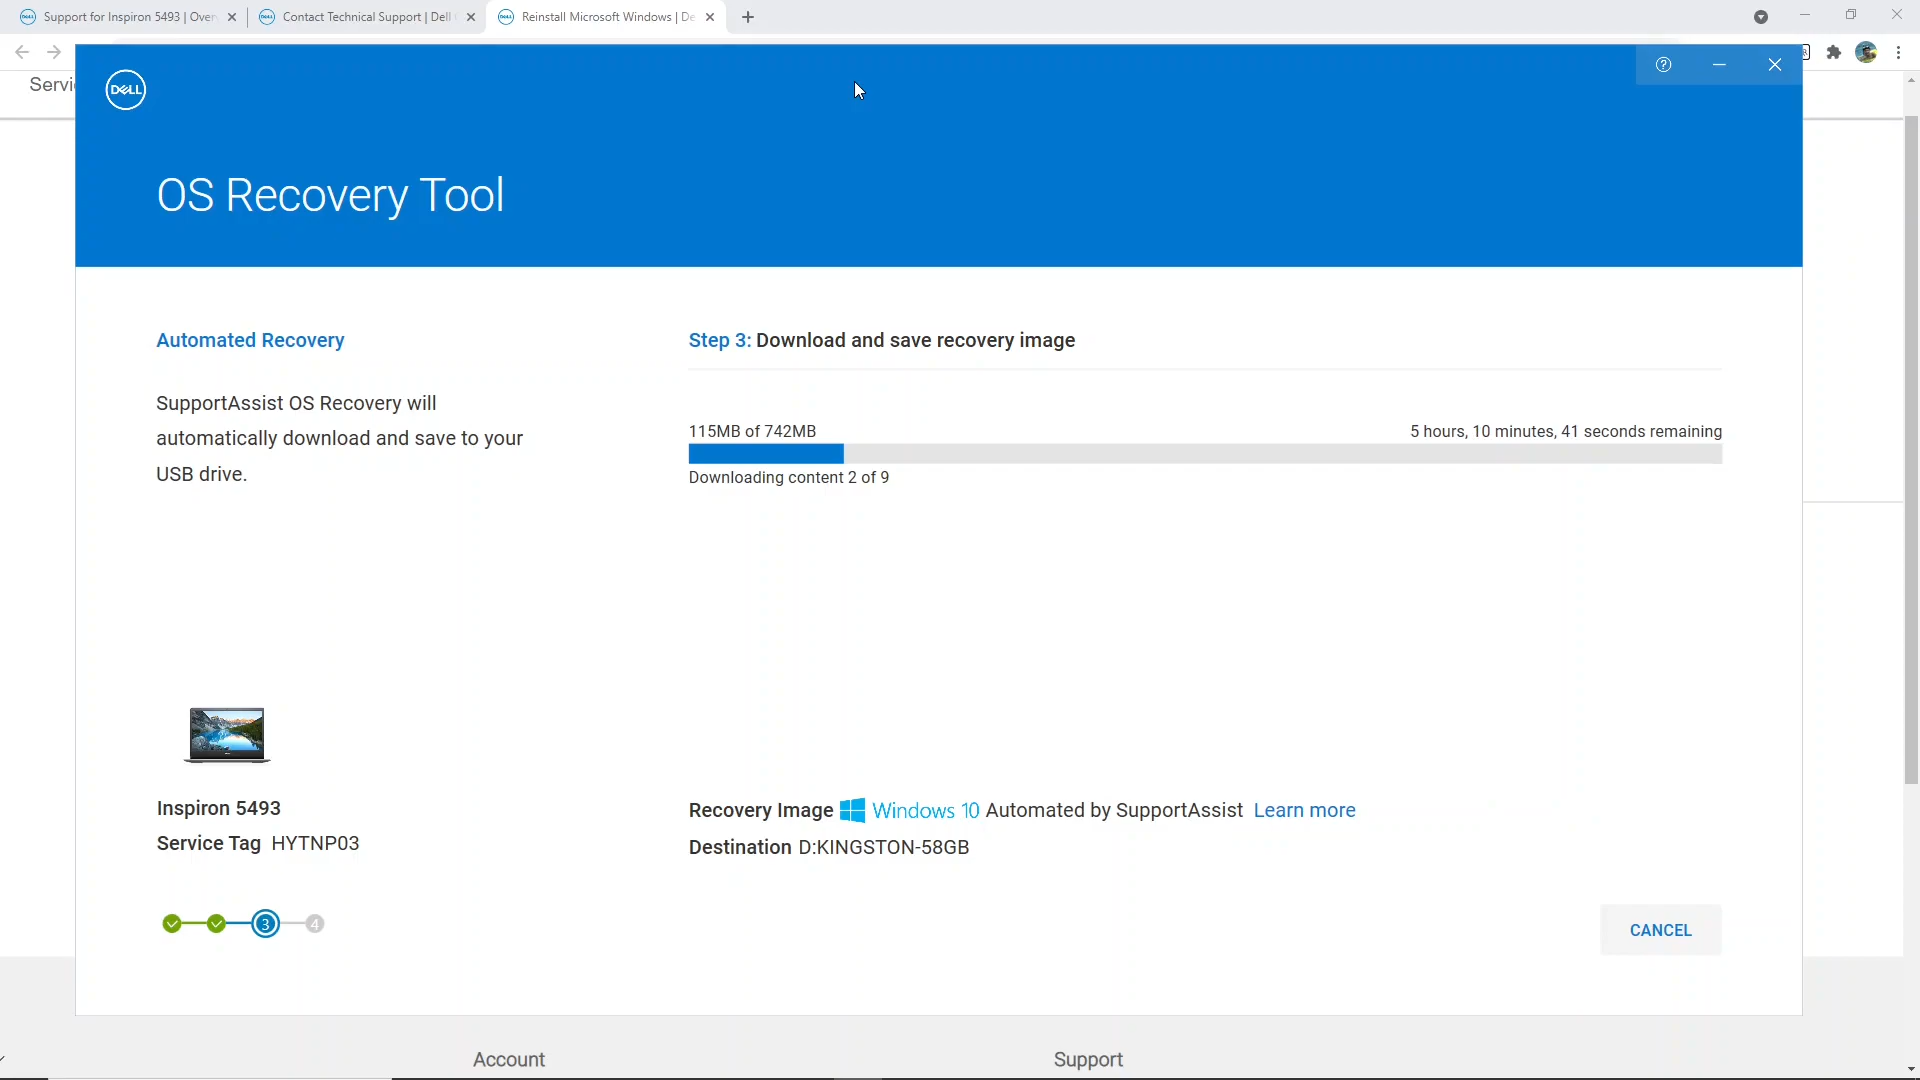 Support for Inspiron 5493 | Over
Contact Technical Support | Dell
Reinstall Microsoft Windows | De
Servi
DELL
OS Recovery Tool
Automated Recovery
SupportAssist OS Recovery will
automatically download and save to your
USB drive.
Step 3: Download and save recovery image
115MB of 742MB
5 hours, 10 minutes, 41 seconds remaining
Downloading content 2 of 9
Inspiron 5493
Service Tag HYTNP03
3
4
Recovery Image Windows 10 Automated by SupportAssist Learn more
Destination D:KINGSTON-58GB
CANCEL
Account
Support